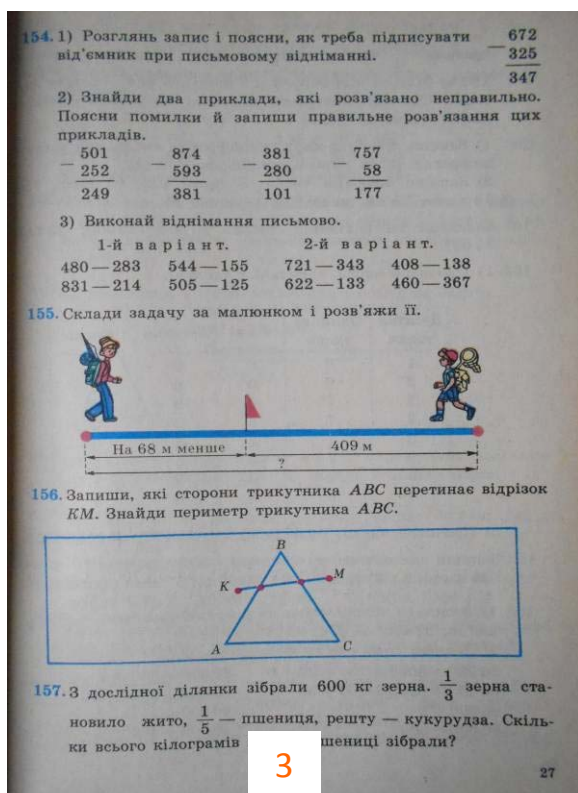 154. 1) Розглянь запис і поясни, як треба підписувати
від'ємник при письмовому відніманні.
— 672
325
347
2) Знайди два приклади, які розв'язано неправильно.
Поясни помилки й запиши правильне розв'язання цих
прикладів.
— 501 — 874 — 381 — 757
252 593 280 58
249 381 101 177
3) Виконай віднімання письмово.
1-й варіант. 2-й варіант.
480—283 544—155 721—343 408—138
831—214 505—125 622—133 460—367
155. Склади задачу за малюнком і розв'яжи її.
На 68 м менше 409 м
?
156. Запиши, які сторони трикутника ABC перетинає відрізок
KM. Знайди периметр трикутника ABC.
B
K M
A C
157. З дослідної ділянки зібрали 600 кг зерна. 1/3 зерна ста-
новило жито, 1/5 — пшениця, решту — кукурудза. Скіль-
ки всього кілограмів шениці зібрали?
3
27